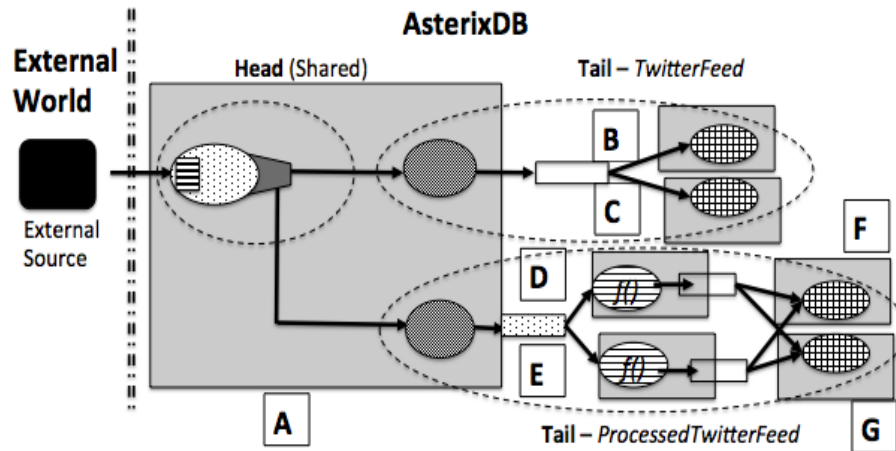 AsterixDB
External
World
Head (Shared)
Tail – TwitterFeed
B
C
External
Source
F
D
f()
E
f()
A
G
Tail – ProcessedTwitterFeed